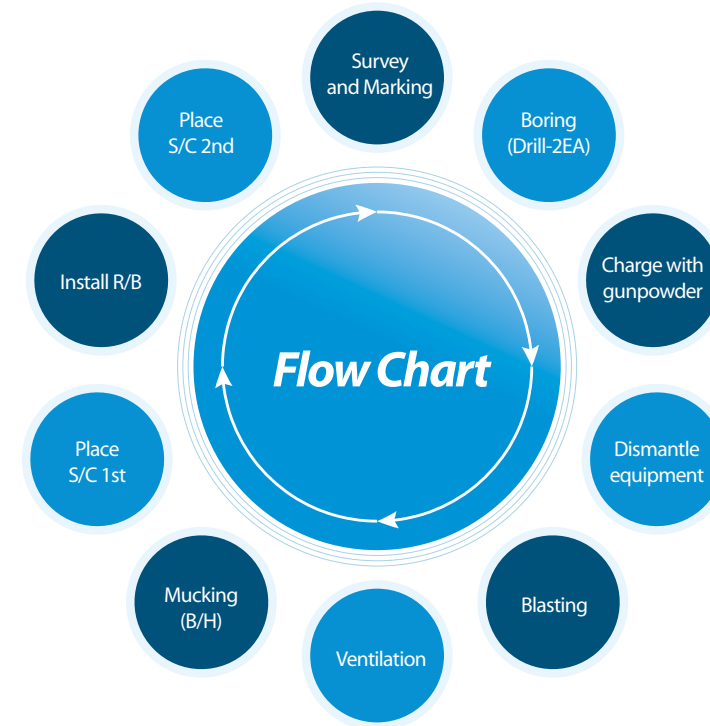 Survey
and Marking
Boring
(Drill-2EA)
Charge with
gunpowder
Dismantle
equipment
Blasting
Ventilation
Mucking
(B/H)
Place
S/C 1st
Install R/B
Place
S/C 2nd
Flow Chart